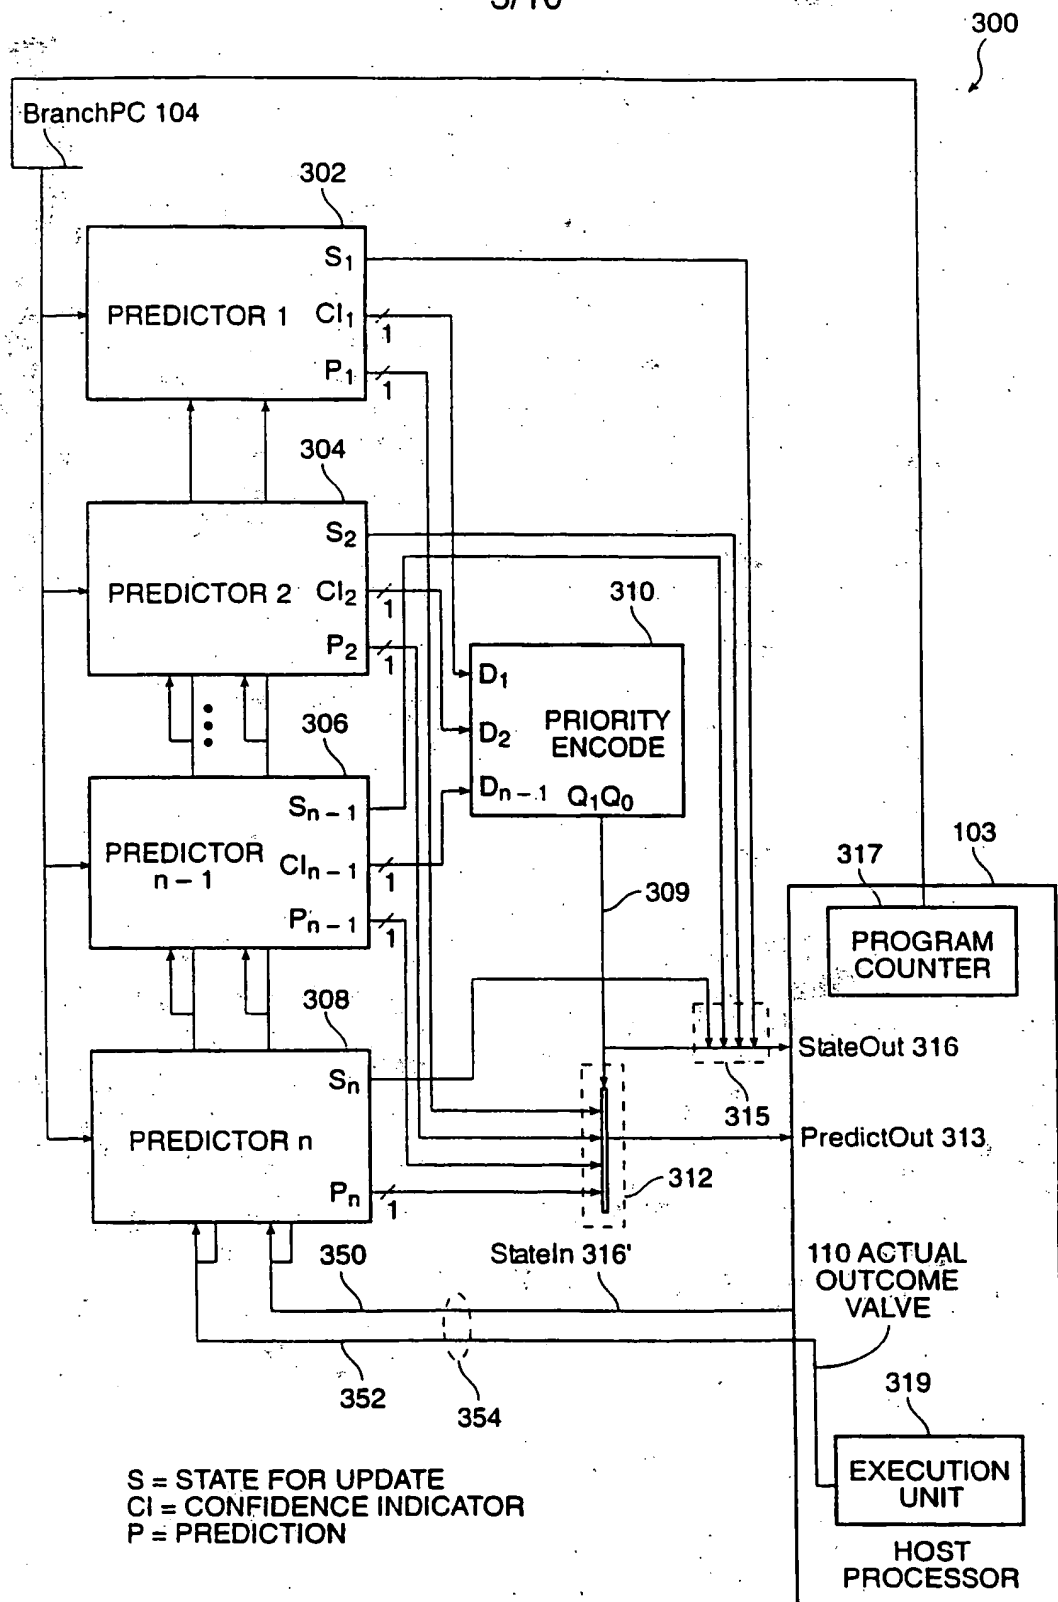 3/10
300
BranchPC 104
302
S1
PREDICTOR 1
CI1
1
P1
1
304
S2
PREDICTOR 2
CI2
1
P2
1
310
D1
D2
PRIORITY
ENCODE
Dn-1
Q1Q0
306
Sn-1
PREDICTOR
n-1
CIn-1
1
Pn-1
1
309
317
103
PROGRAM
COUNTER
308
Sn
PREDICTOR n
Pn
1
StateOut 316
315
PredictOut 313
312
StateIn 316'
350
110 ACTUAL
OUTCOME
VALVE
352
354
319
EXECUTION
UNIT
HOST
PROCESSOR
S = STATE FOR UPDATE
CI = CONFIDENCE INDICATOR
P = PREDICTION